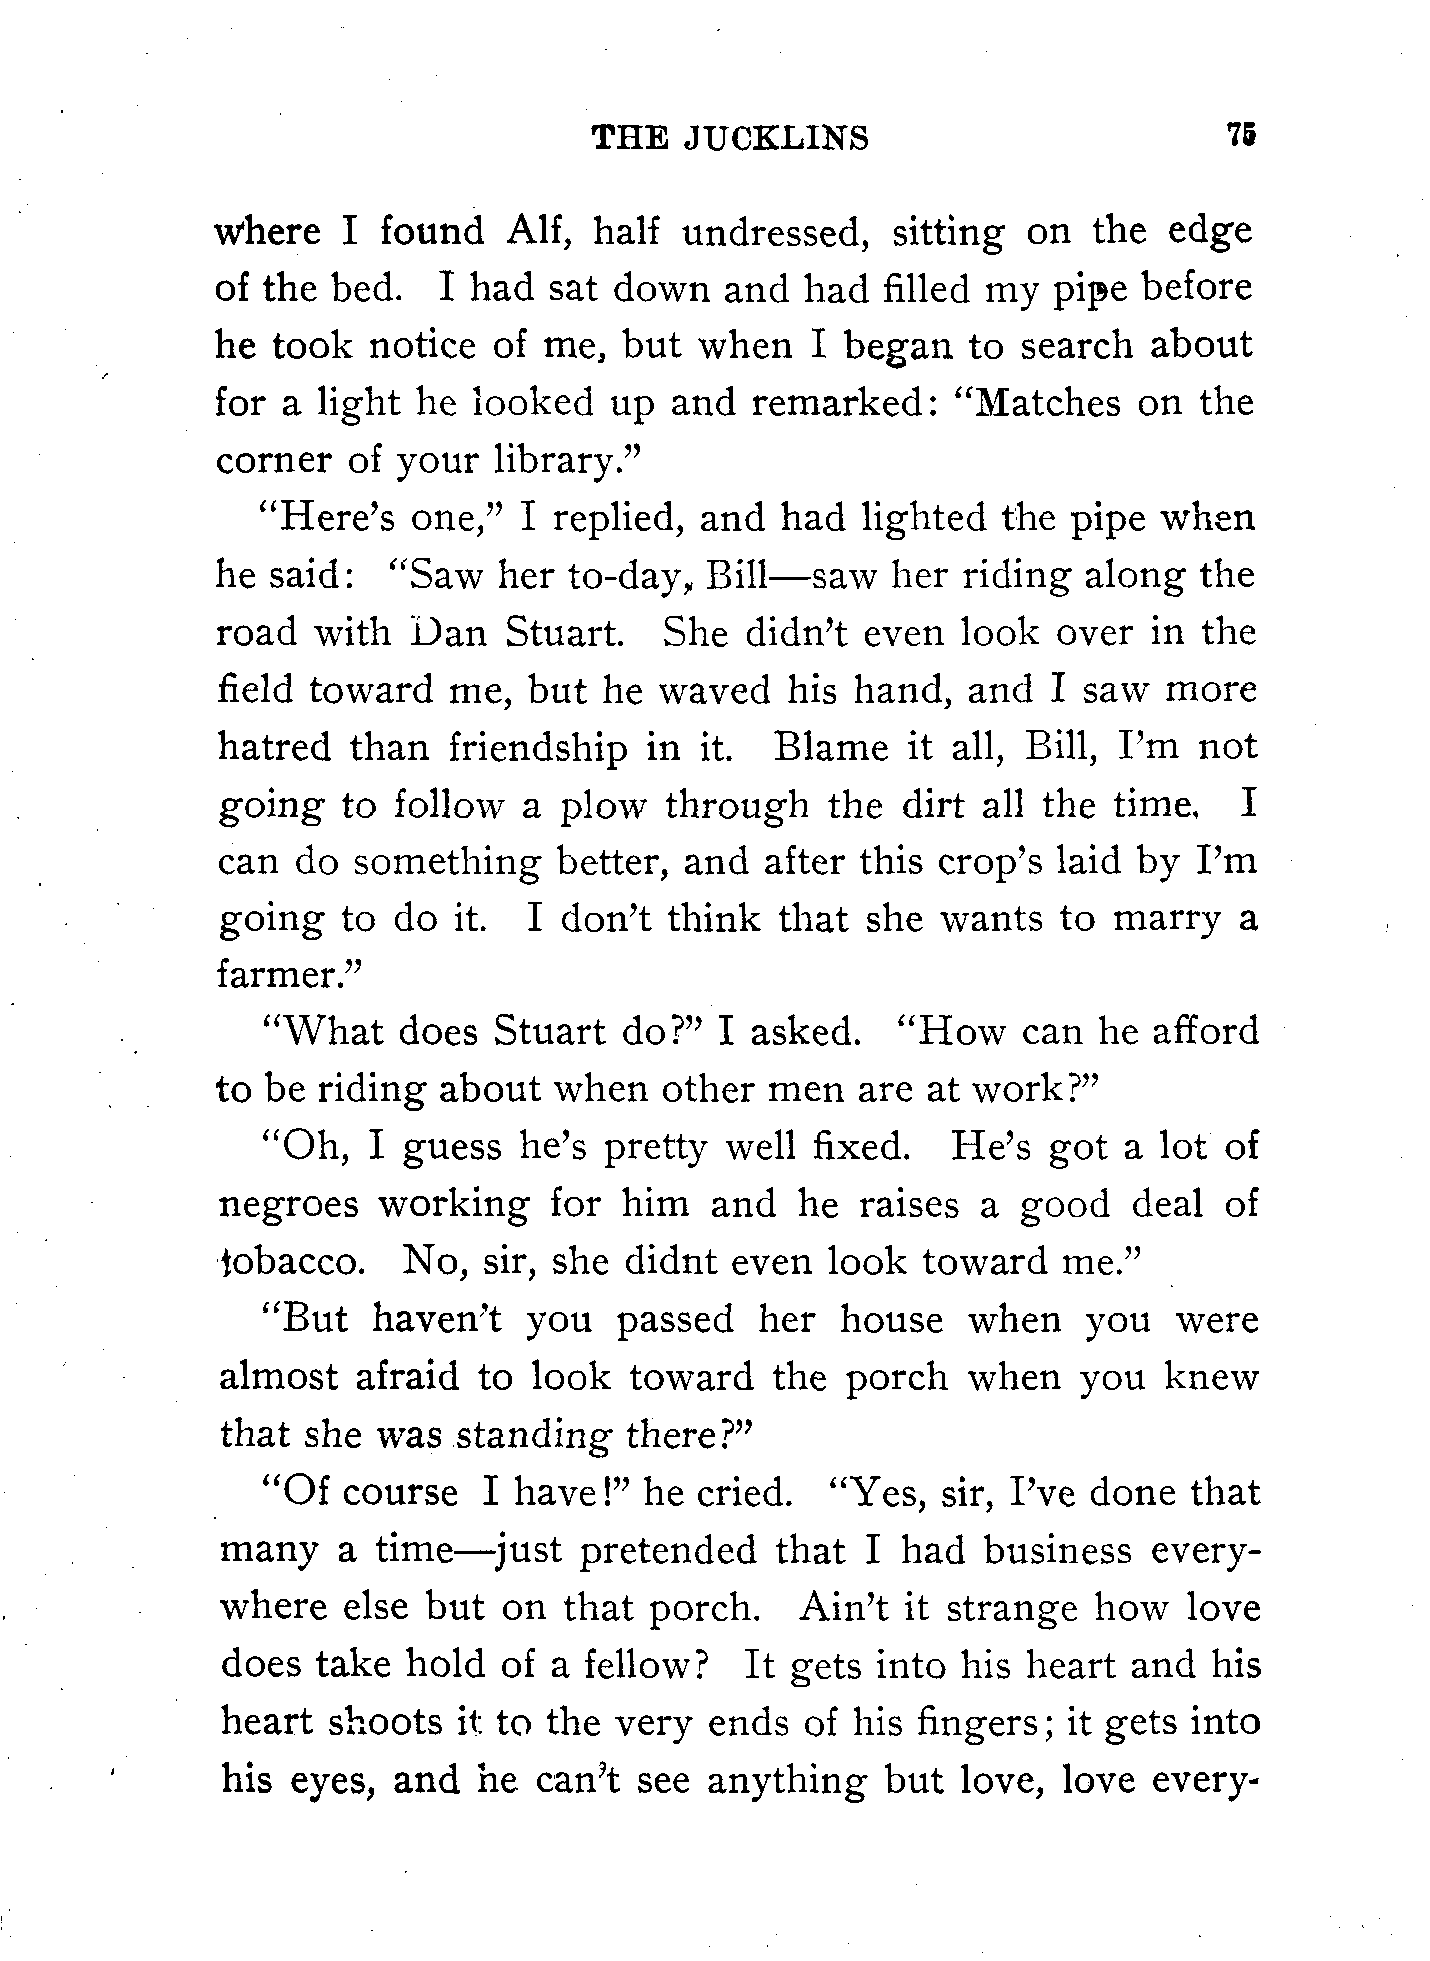 THE JUCKLINS 75
where I found Alf, half undressed, sitting on the edge
of the bed. I had sat down and had filled my pipe before
he took notice of me, but when I began to search about
for a light he looked up and remarked: “Matches on the
corner of your library.”
“Here’s one,” I replied, and had lighted the pipe when
he said: “Saw her to-day, Bill—saw her riding along the
road with Dan Stuart. She didn’t even look over in the
field toward me, but he waved his hand, and I saw more
hatred than friendship in it. Blame it all, Bill, I’m not
going to follow a plow through the dirt all the time. I
can do something better, and after this crop’s laid by I’m
going to do it. I don’t think that she wants to marry a
farmer.”
“What does Stuart do?” I asked. “How can he afford
to be riding about when other men are at work?”
“Oh, I guess he’s pretty well fixed. He’s got a lot of
negroes working for him and he raises a good deal of
tobacco. No, sir, she didnt even look toward me.”
“But haven’t you passed her house when you were
almost afraid to look toward the porch when you knew
that she was standing there?”
“Of course I have!” he cried. “Yes, sir, I’ve done that
many a time—just pretended that I had business every-
where else but on that porch. Ain’t it strange how love
does take hold of a fellow? It gets into his heart and his
heart shoots it to the very ends of his fingers; it gets into
his eyes, and he can’t see anything but love, love every-